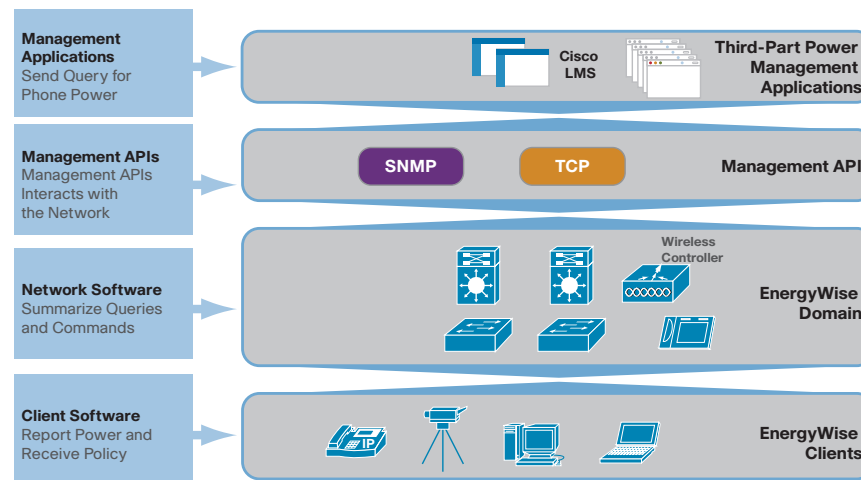 Management
Applications
Send Query for
Phone Power
Cisco
LMS
Third-Part Power
Management
Applications
Management APIs
Management APIs
Interacts with
the Network
SNMP
TCP
Management API
Network Software
Summarize Queries
and Commands
Wireless
Controller
EnergyWise
Domain
Client Software
Report Power and
Receive Policy
IP
EnergyWise
Clients